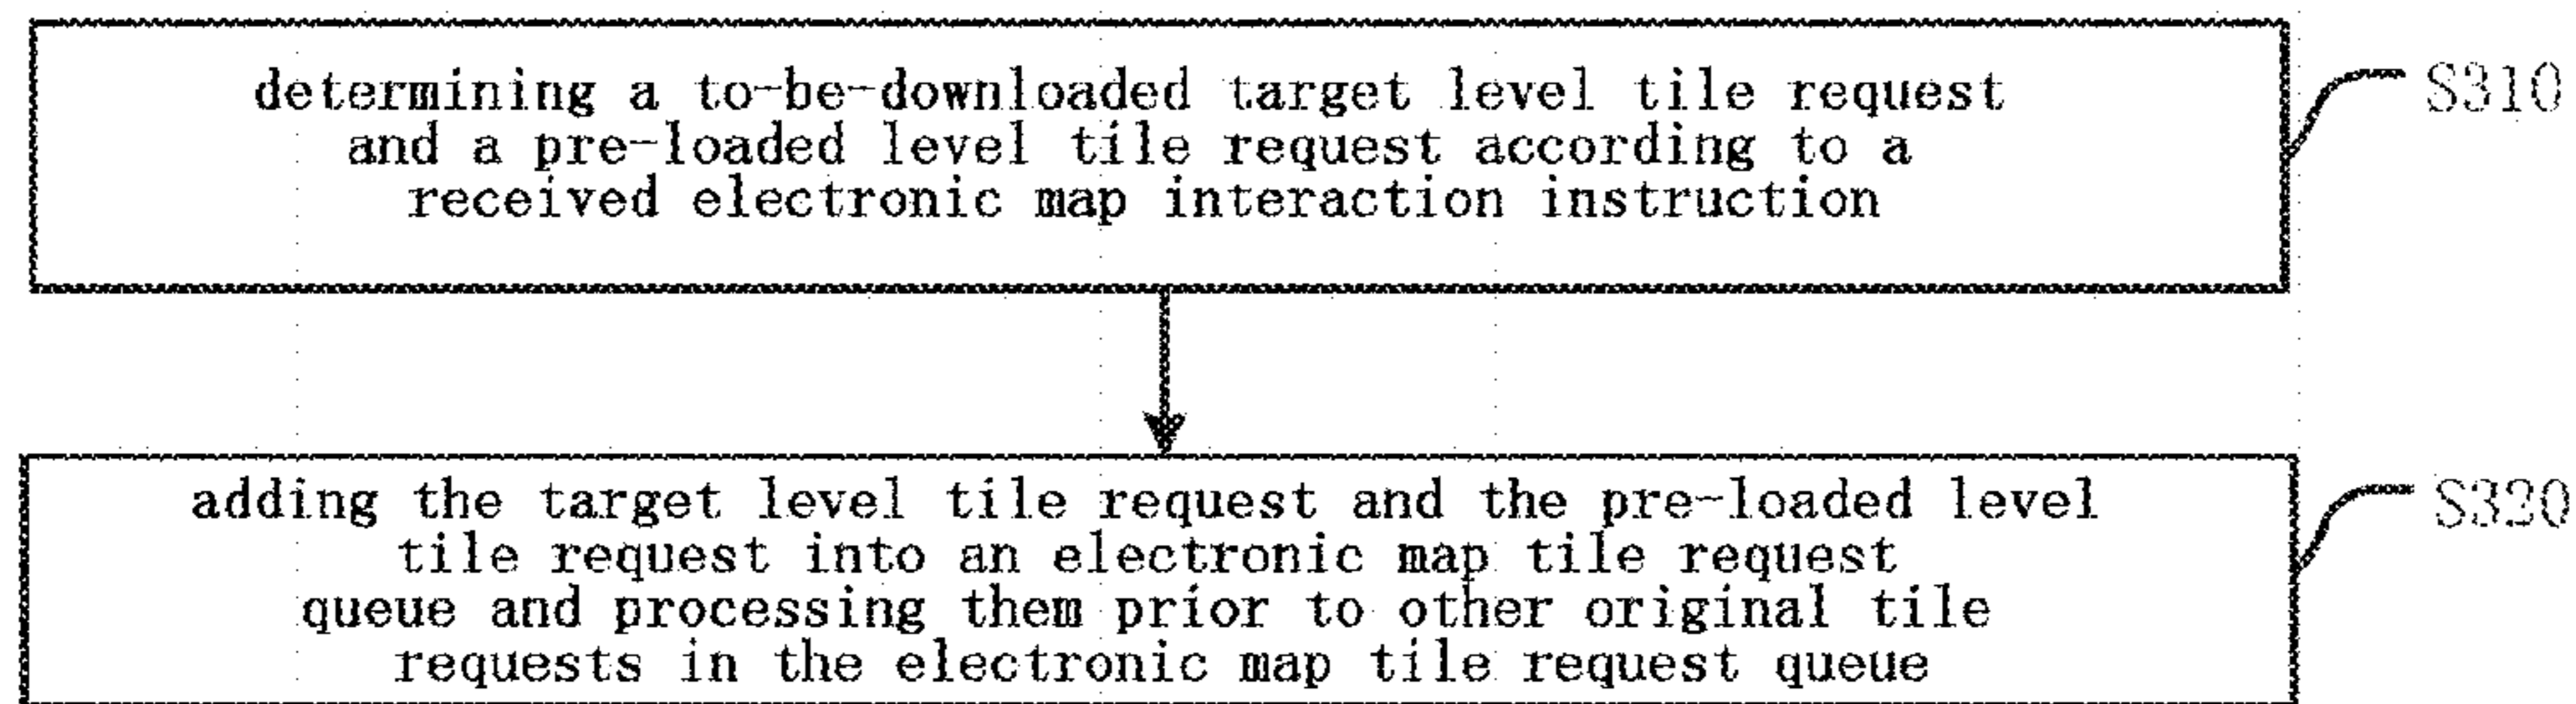 determining a to-be-downloaded target level tile request
and a pre-loaded level tile request according to a
received electronic map interaction instruction
S310
adding the target level tile request and the pre-loaded level
tile request into an electronic map tile request
queue and processing them prior to other original tile
requests in the electronic map tile request queue
S320